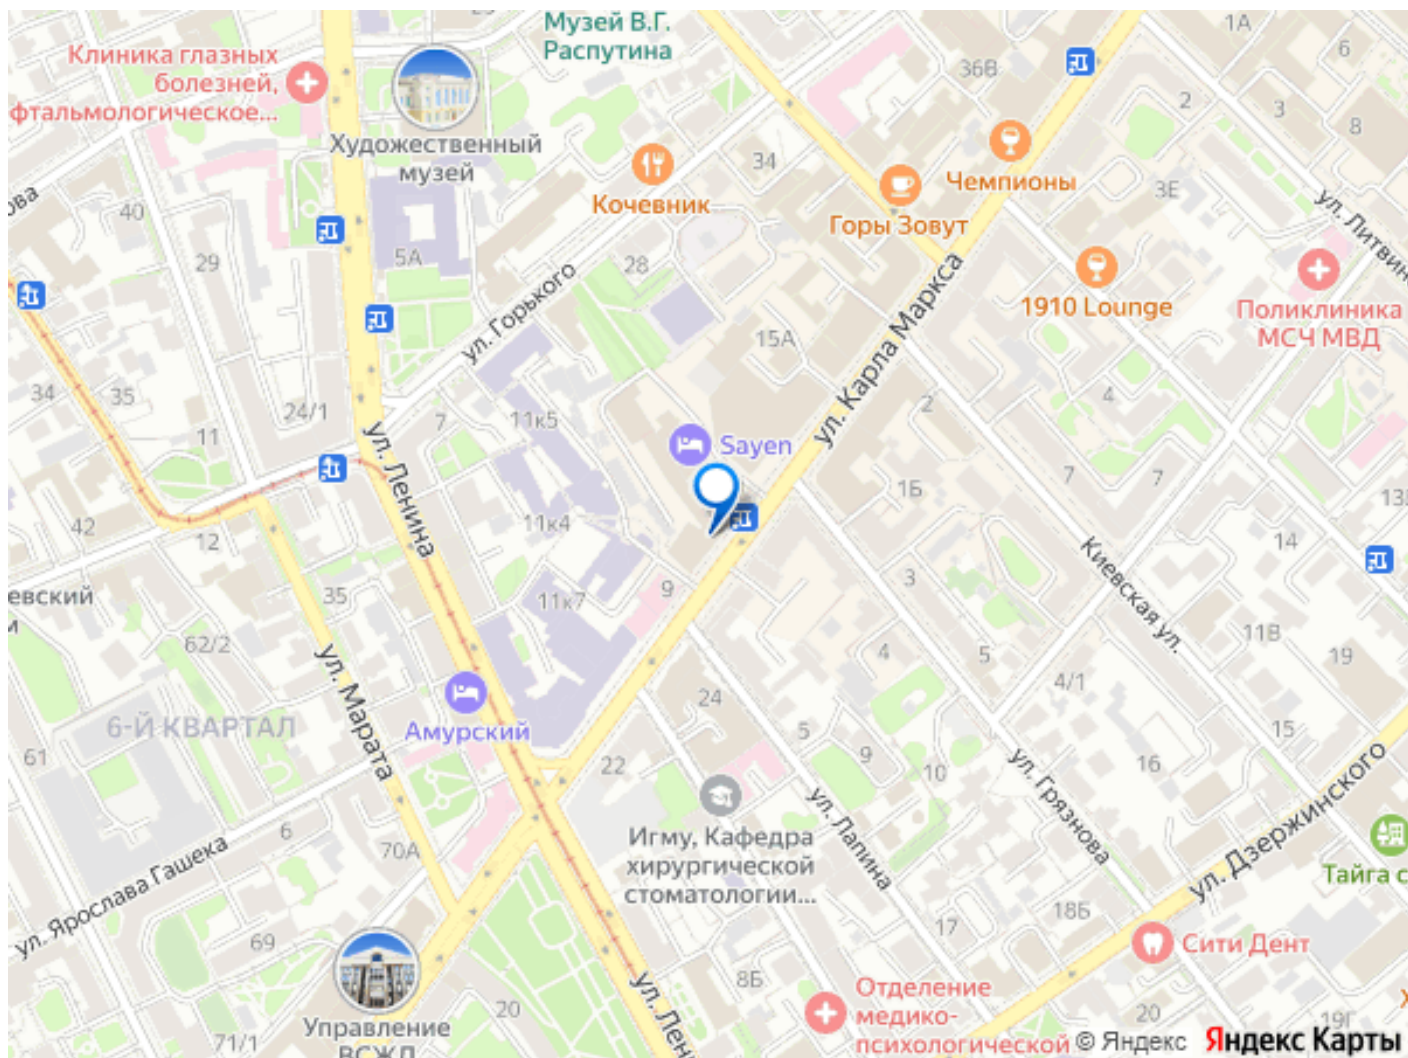 Музей В.Г.
Распутина
1А
6
Клиника глазных
болезней,
фтальмологическое...
36В
2
3
8
Художественный
музей
34
Чемпионы
3Е
ул. Литвин
Кочевник
Горы Зовут
ова
40
29
5А
28
ул. Горького
1910 Lounge
Поликлиника
МСЧ МВД
15А
ул. Карла Маркса
34
35
24/1
7
11
11к5
2
4
ул. Ленина
Sayen
1Б
7
7
13
42
12
11к4
14
Киевская ул.
евский
й
35
11к7
9
3
11В
62/2
4
5
19
ул. Марата
24
4/1
6-Й КВАРТАЛ
Амурский
5
9
15
61
22
10
16
ул. Грязнова
ул. Дзержинского
ул. Лапина
6
70А
Игму, Кафедра
хирургической
стоматологии...
Тайга с
ул. Ярослава Гашека
17
18Б
69
Сити Дент
8Б
ул. Лен
20
Отделение
медико-
психологической
20
19Г
Управление
ВСЖД
71/1
© Яндекс Яндекс Карты